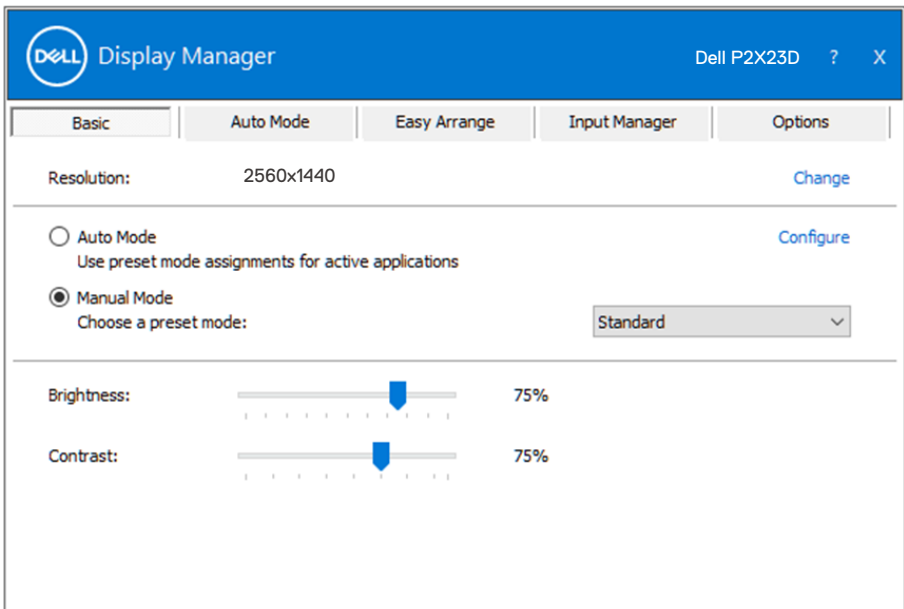 DELL Display Manager Dell P2X23D ? X
Basic Auto Mode Easy Arrange Input Manager Options
Resolution: 2560x1440 Change
Auto Mode Configure
Use preset mode assignments for active applications
Manual Mode
Choose a preset mode: Standard
Brightness: 75%
Contrast: 75%